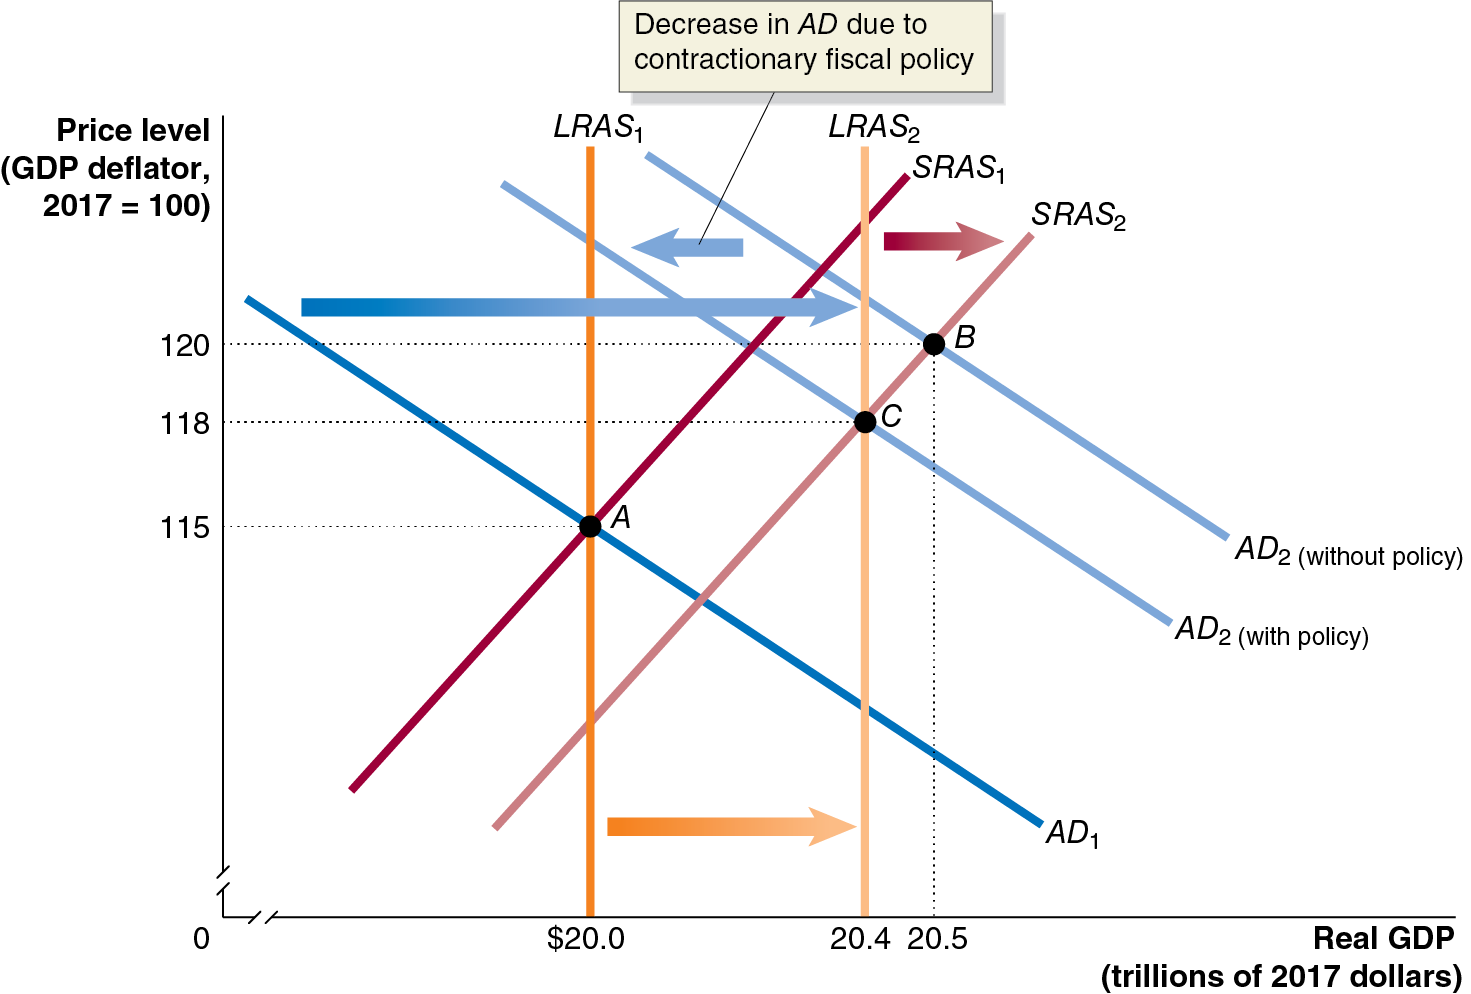 Decrease in AD due to
contractionary fiscal policy
Price level
(GDP deflator,
2017 = 100)
LRAS₁
LRAS₂
SRAS₁
SRAS₂
120
B
118
C
115
A
AD₂ (without policy)
AD₂ (with policy)
AD₁
0
$20.0
20.4
20.5
Real GDP
(trillions of 2017 dollars)